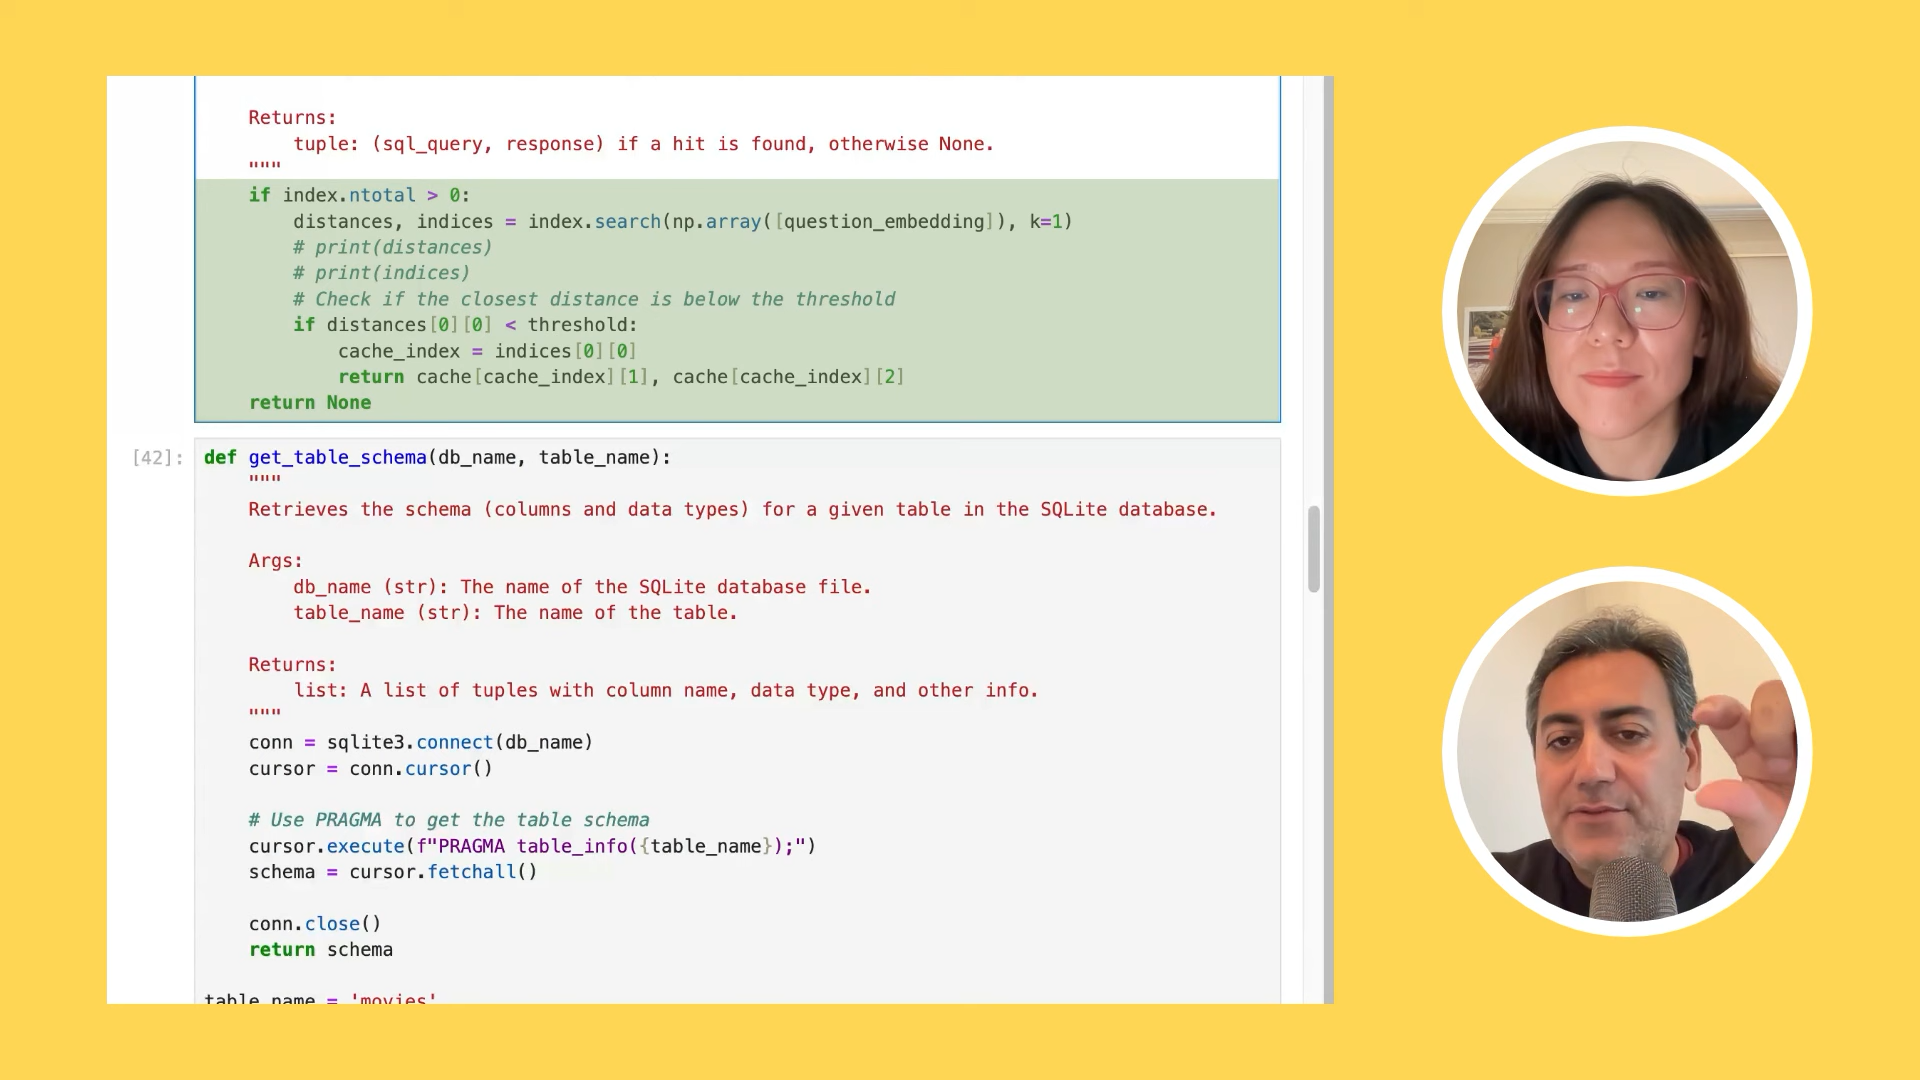 Returns:
tuple: (sql_query, response) if a hit is found, otherwise None.
"""
if index.ntotal > 0:
distances, indices = index.search(np.array([question_embedding]), k=1)
# print(distances)
# print(indices)
# Check if the closest distance is below the threshold
if distances[0][0] < threshold:
cache_index = indices[0][0]
return cache[cache_index][1], cache[cache_index][2]
return None
[42]: def get_table_schema(db_name, table_name):
"""
Retrieves the schema (columns and data types) for a given table in the SQLite database.
Args:
db_name (str): The name of the SQLite database file.
table_name (str): The name of the table.
Returns:
list: A list of tuples with column name, data type, and other info.
"""
conn = sqlite3.connect(db_name)
cursor = conn.cursor()
# Use PRAGMA to get the table schema
cursor.execute(f"PRAGMA table_info({table_name});")
schema = cursor.fetchall()
conn.close()
return schema
table_name = 'movies'